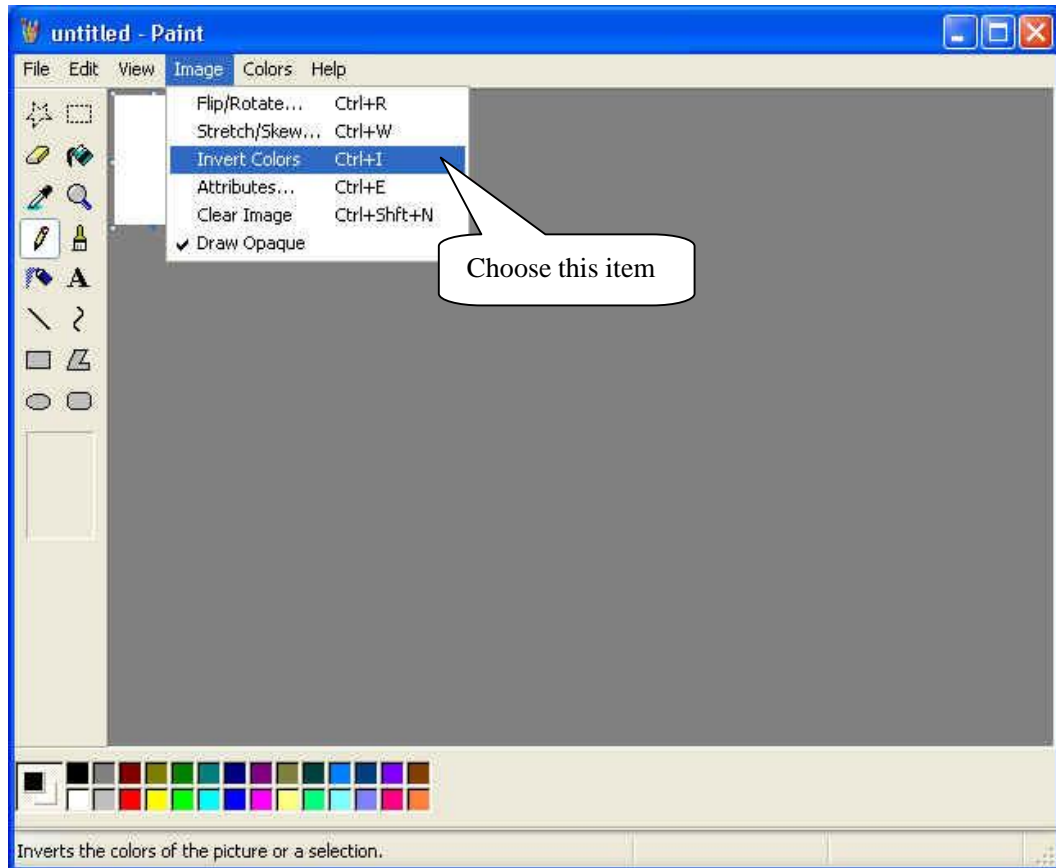 untitled - Paint
File Edit View Image Colors Help
Flip/Rotate... Ctrl+R
Stretch/Skew... Ctrl+W
Invert Colors Ctrl+I
Attributes... Ctrl+E
Clear Image Ctrl+Shft+N
Draw Opaque
Choose this item
A
Inverts the colors of the picture or a selection.